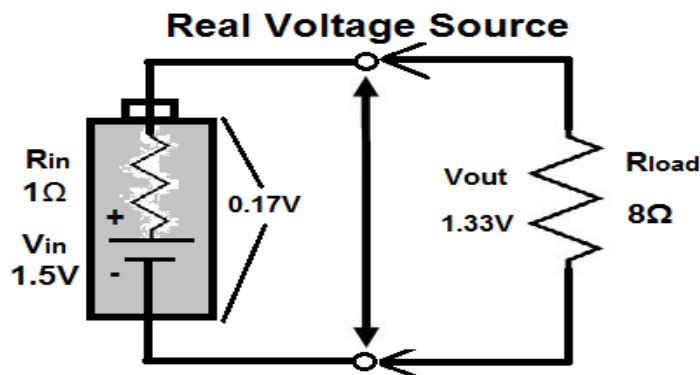 Real Voltage Source
Rin
1Ω
+
Vin
1.5V
-
0.17V
Vout
1.33V
Rload
8Ω